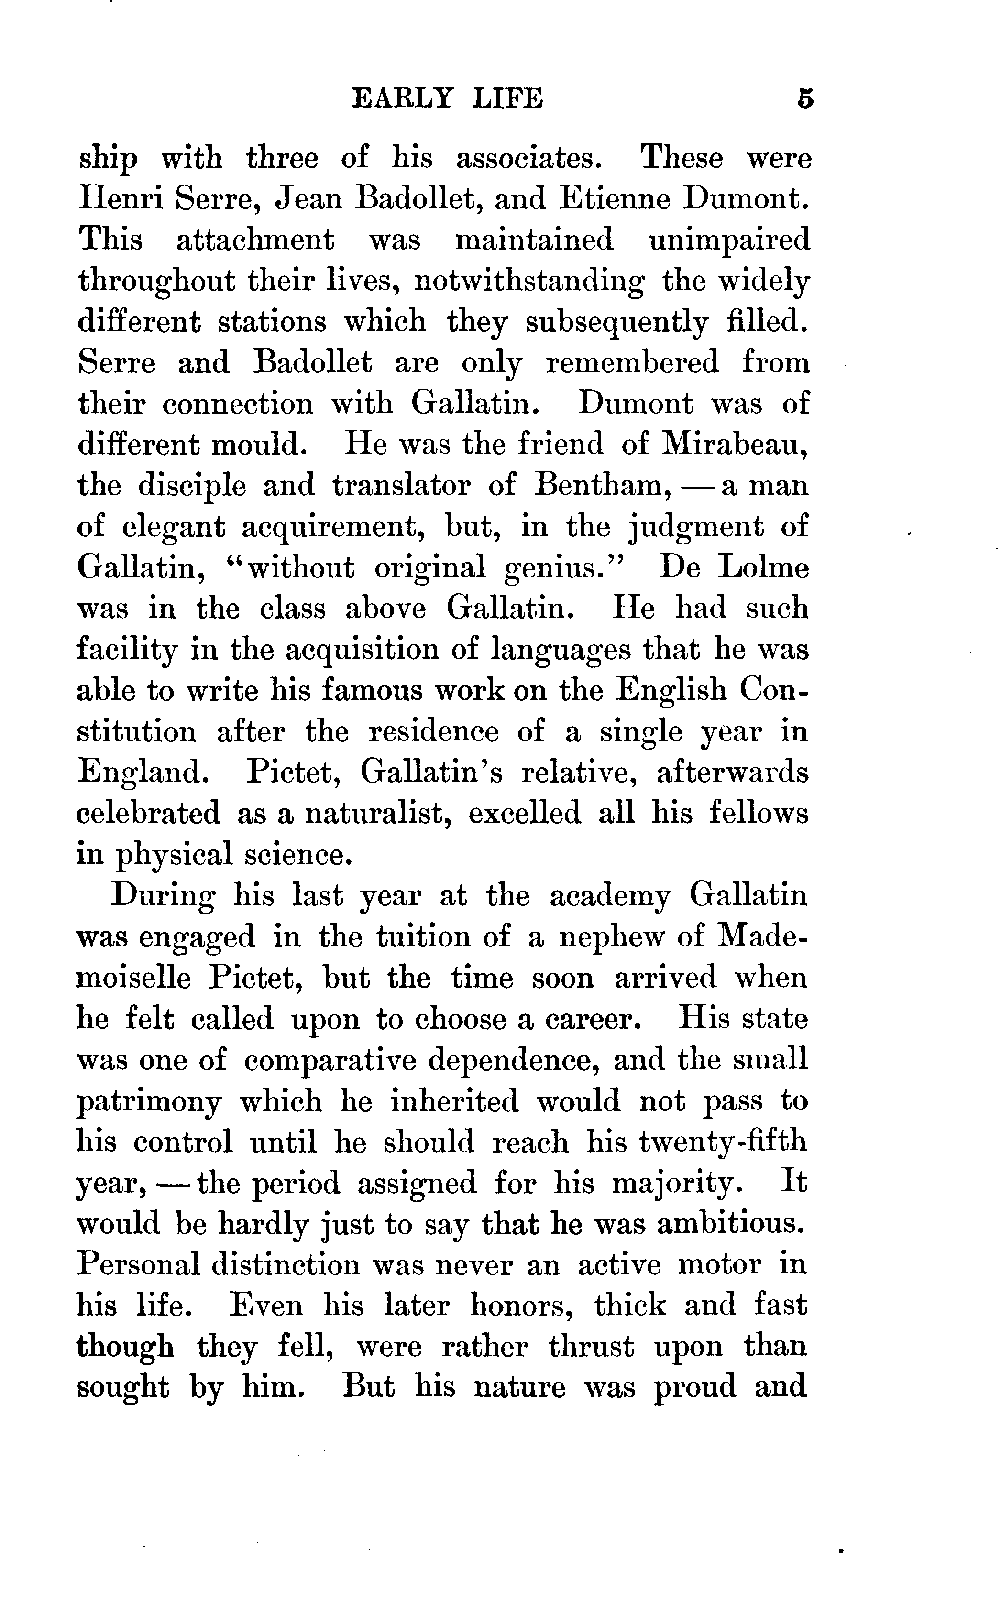 EARLY LIFE 5
ship with three of his associates. These were
Henri Serre, Jean Badollet, and Etienne Dumont.
This attachment was maintained unimpaired
throughout their lives, notwithstanding the widely
different stations which they subsequently filled.
Serre and Badollet are only remembered from
their connection with Gallatin. Dumont was of
different mould. He was the friend of Mirabeau,
the disciple and translator of Bentham, — a man
of elegant acquirement, but, in the judgment of
Gallatin, "without original genius." De Lolme
was in the class above Gallatin. He had such
facility in the acquisition of languages that he was
able to write his famous work on the English Con-
stitution after the residence of a single year in
England. Pictet, Gallatin's relative, afterwards
celebrated as a naturalist, excelled all his fellows
in physical science.
During his last year at the academy Gallatin
was engaged in the tuition of a nephew of Made-
moiselle Pictet, but the time soon arrived when
he felt called upon to choose a career. His state
was one of comparative dependence, and the small
patrimony which he inherited would not pass to
his control until he should reach his twenty-fifth
year, — the period assigned for his majority. It
would be hardly just to say that he was ambitious.
Personal distinction was never an active motor in
his life. Even his later honors, thick and fast
though they fell, were rather thrust upon than
sought by him. But his nature was proud and